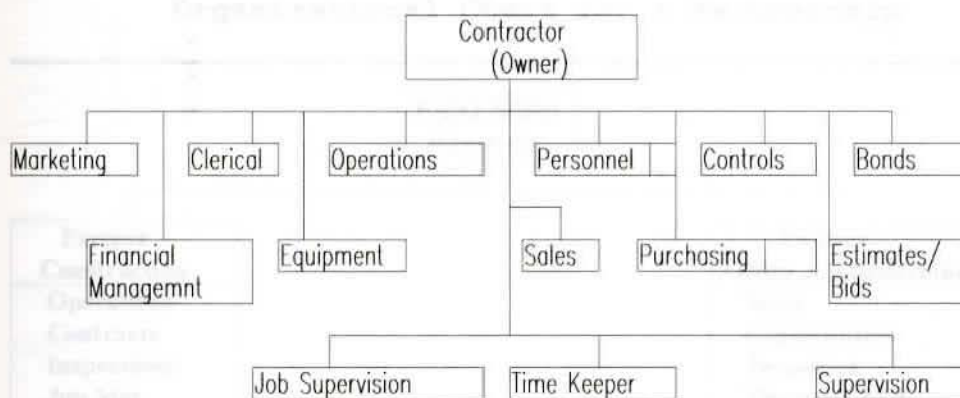 Contractor
(Owner)
Marketing
Clerical
Operations
Personnel
Controls
Bonds
Financial
Managemnt
Equipment
Sales
Purchasing
Estimates/
Bids
Job Supervision
Time Keeper
Supervision